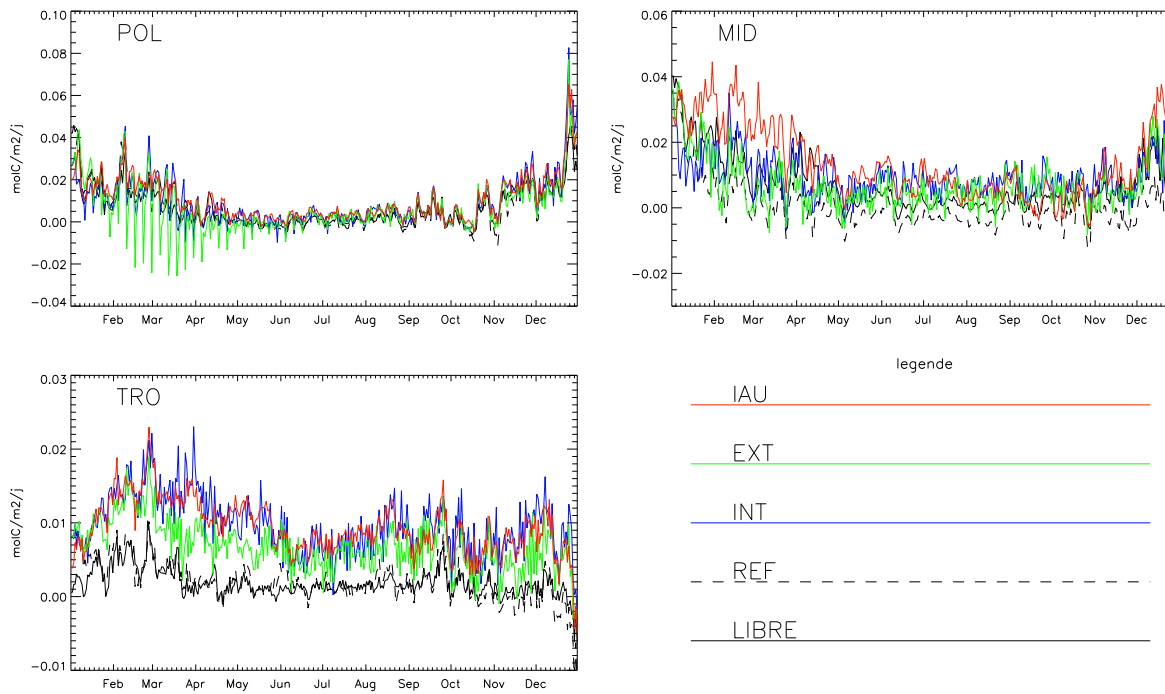 POL
molC/m2/j
0.10
0.08
0.06
0.04
0.02
0.00
−0.02
−0.04
Feb Mar Apr May Jun Jul Aug Sep Oct Nov Dec
MID
molC/m2/j
0.06
0.04
0.02
0.00
−0.02
Feb Mar Apr May Jun Jul Aug Sep Oct Nov Dec
TRO
molC/m2/j
0.03
0.02
0.01
0.00
−0.01
Feb Mar Apr May Jun Jul Aug Sep Oct Nov Dec
legende
IAU
EXT
INT
REF
LIBRE